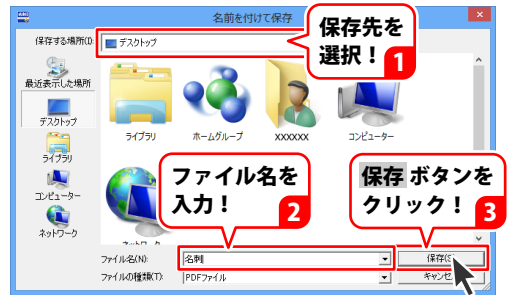 名前を付けて保存
保存する場所(I):
デスクトップ
保存先を
選択！
1
最近表示した場所
デスクトップ
ライブラリ
コンピューター
ネットワーク
ライブラリ
ホームグループ
xxxxxx
コンピューター
ファイル名を
入力！
2
保存 ボタンを
クリック！
3
ファイル名(N):
名刺
保存(S)
ファイルの種類(T):
PDFファイル